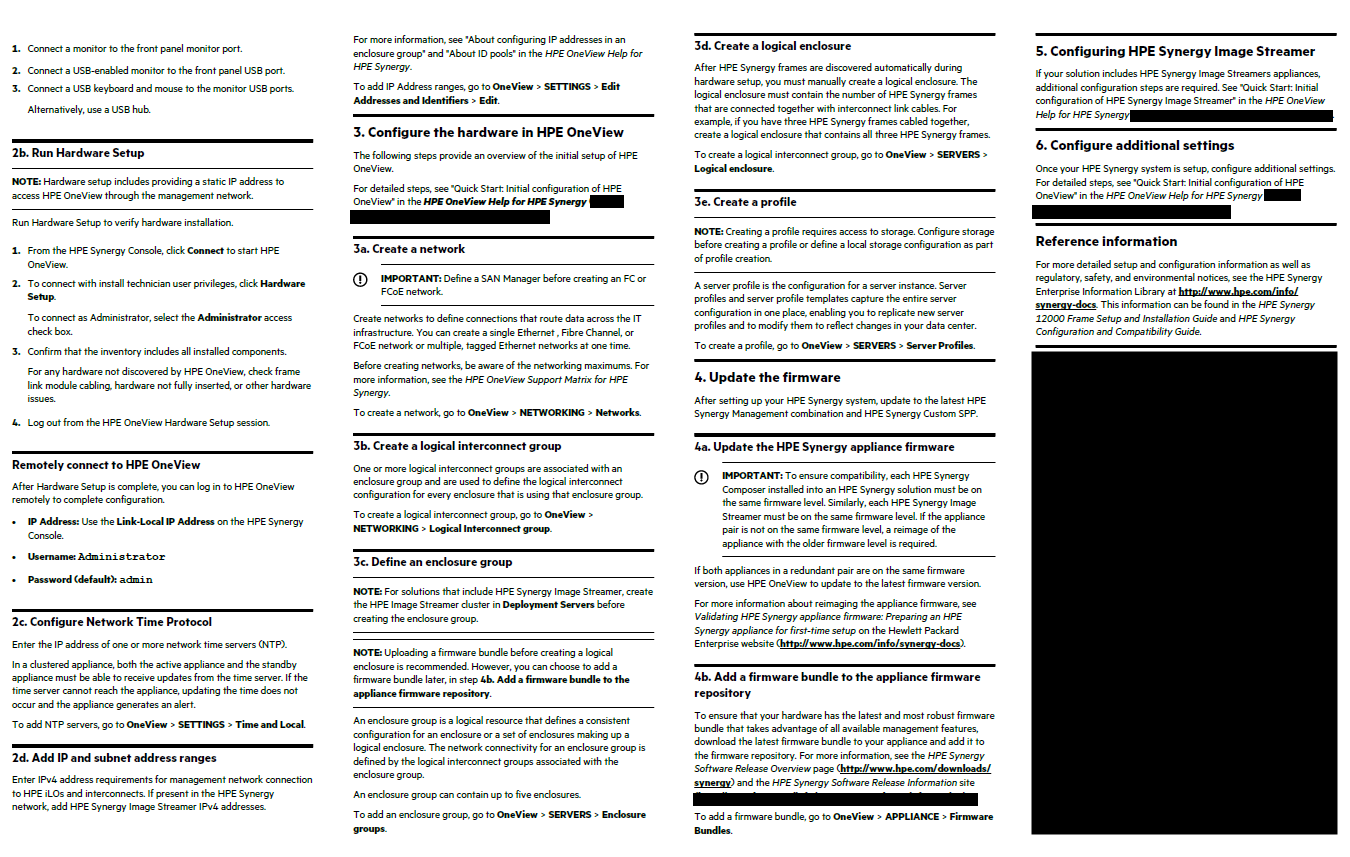 1. Connect a monitor to the front panel monitor port.
2. Connect a USB-enabled monitor to the front panel USB port.
3. Connect a USB keyboard and mouse to the monitor USB ports.
Alternatively, use a USB hub.
2b. Run Hardware Setup
NOTE: Hardware setup includes providing a static IP address to
access HPE OneView through the management network.
Run Hardware Setup to verify hardware installation.
1. From the HPE Synergy Console, click Connect to start HPE
OneView.
2. To connect with install technician user privileges, click Hardware
Setup.
To connect as Administrator, select the Administrator access
check box.
3. Confirm that the inventory includes all installed components.
For any hardware not discovered by HPE OneView, check frame
link module cabling, hardware not fully inserted, or other hardware
issues.
4. Log out from the HPE OneView Hardware Setup session.
Remotely connect to HPE OneView
After Hardware Setup is complete, you can log in to HPE OneView
remotely to complete configuration.
• IP Address: Use the Link-Local IP Address on the HPE Synergy
Console.
• Username: Administrator
• Password (default): admin
2c. Configure Network Time Protocol
Enter the IP address of one or more network time servers (NTP).
In a clustered appliance, both the active appliance and the standby
appliance must be able to receive updates from the time server. If the
time server cannot reach the appliance, updating the time does not
occur and the appliance generates an alert.
To add NTP servers, go to OneView > SETTINGS > Time and Local.
2d. Add IP and subnet address ranges
Enter IPv4 address requirements for management network connection
to HPE iLOs and interconnects. If present in the HPE Synergy
network, add HPE Synergy Image Streamer IPv4 addresses.
For more information, see "About configuring IP addresses in an
enclosure group" and "About ID pools" in the HPE OneView Help for
HPE Synergy.
To add IP Address ranges, go to OneView > SETTINGS > Edit
Addresses and Identifiers > Edit.
3. Configure the hardware in HPE OneView
The following steps provide an overview of the initial setup of HPE
OneView.
For detailed steps, see "Quick Start: Initial configuration of HPE
OneView" in the HPE OneView Help for HPE Synergy
3a. Create a network
IMPORTANT: Define a SAN Manager before creating an FC or
FCoE network.
Create networks to define connections that route data across the IT
infrastructure. You can create a single Ethernet , Fibre Channel, or
FCoE network or multiple, tagged Ethernet networks at one time.
Before creating networks, be aware of the networking maximums. For
more information, see the HPE OneView Support Matrix for HPE
Synergy.
To create a network, go to OneView > NETWORKING > Networks.
3b. Create a logical interconnect group
One or more logical interconnect groups are associated with an
enclosure group and are used to define the logical interconnect
configuration for every enclosure that is using that enclosure group.
To create a logical interconnect group, go to OneView >
NETWORKING > Logical Interconnect group.
3c. Define an enclosure group
NOTE: For solutions that include HPE Synergy Image Streamer, create
the HPE Image Streamer cluster in Deployment Servers before
creating the enclosure group.
NOTE: Uploading a firmware bundle before creating a logical
enclosure is recommended. However, you can choose to add a
firmware bundle later, in step 4b. Add a firmware bundle to the
appliance firmware repository.
An enclosure group is a logical resource that defines a consistent
configuration for an enclosure or a set of enclosures making up a
logical enclosure. The network connectivity for an enclosure group is
defined by the logical interconnect groups associated with the
enclosure group.
An enclosure group can contain up to five enclosures.
To add an enclosure group, go to OneView > SERVERS > Enclosure
groups.
3d. Create a logical enclosure
After HPE Synergy frames are discovered automatically during
hardware setup, you must manually create a logical enclosure. The
logical enclosure must contain the number of HPE Synergy frames
that are connected together with interconnect link cables. For
example, if you have three HPE Synergy frames cabled together,
create a logical enclosure that contains all three HPE Synergy frames.
To create a logical interconnect group, go to OneView > SERVERS >
Logical enclosure.
3e. Create a profile
NOTE: Creating a profile requires access to storage. Configure storage
before creating a profile or define a local storage configuration as part
of profile creation.
A server profile is the configuration for a server instance. Server
profiles and server profile templates capture the entire server
configuration in one place, enabling you to replicate new server
profiles and to modify them to reflect changes in your data center.
To create a profile, go to OneView > SERVERS > Server Profiles.
4. Update the firmware
After setting up your HPE Synergy system, update to the latest HPE
Synergy Management combination and HPE Synergy Custom SPP.
4a. Update the HPE Synergy appliance firmware
IMPORTANT: To ensure compatibility, each HPE Synergy
Composer installed into an HPE Synergy solution must be on
the same firmware level. Similarly, each HPE Synergy Image
Streamer must be on the same firmware level. If the appliance
pair is not on the same firmware level, a reimage of the
appliance with the older firmware level is required.
If both appliances in a redundant pair are on the same firmware
version, use HPE OneView to update to the latest firmware version.
For more information about reimaging the appliance firmware, see
Validating HPE Synergy appliance firmware: Preparing an HPE
Synergy appliance for first-time setup on the Hewlett Packard
Enterprise website (http://www.hpe.com/info/synergy-docs).
4b. Add a firmware bundle to the appliance firmware
repository
To ensure that your hardware has the latest and most robust firmware
bundle that takes advantage of all available management features,
download the latest firmware bundle to your appliance and add it to
the firmware repository. For more information, see the HPE Synergy
Software Release Overview page (http://www.hpe.com/downloads/
synergy) and the HPE Synergy Software Release Information site
To add a firmware bundle, go to OneView > APPLIANCE > Firmware
Bundles.
5. Configuring HPE Synergy Image Streamer
If your solution includes HPE Synergy Image Streamers appliances,
additional configuration steps are required. See "Quick Start: Initial
configuration of HPE Synergy Image Streamer" in the HPE OneView
Help for HPE Synergy
6. Configure additional settings
Once your HPE Synergy system is setup, configure additional settings.
For detailed steps, see "Quick Start: Initial configuration of HPE
OneView" in the HPE OneView Help for HPE Synergy
Reference information
For more detailed setup and configuration information as well as
regulatory, safety, and environmental notices, see the HPE Synergy
Enterprise Information Library at http://www.hpe.com/info/
synergy-docs. This information can be found in the HPE Synergy
12000 Frame Setup and Installation Guide and HPE Synergy
Configuration and Compatibility Guide.